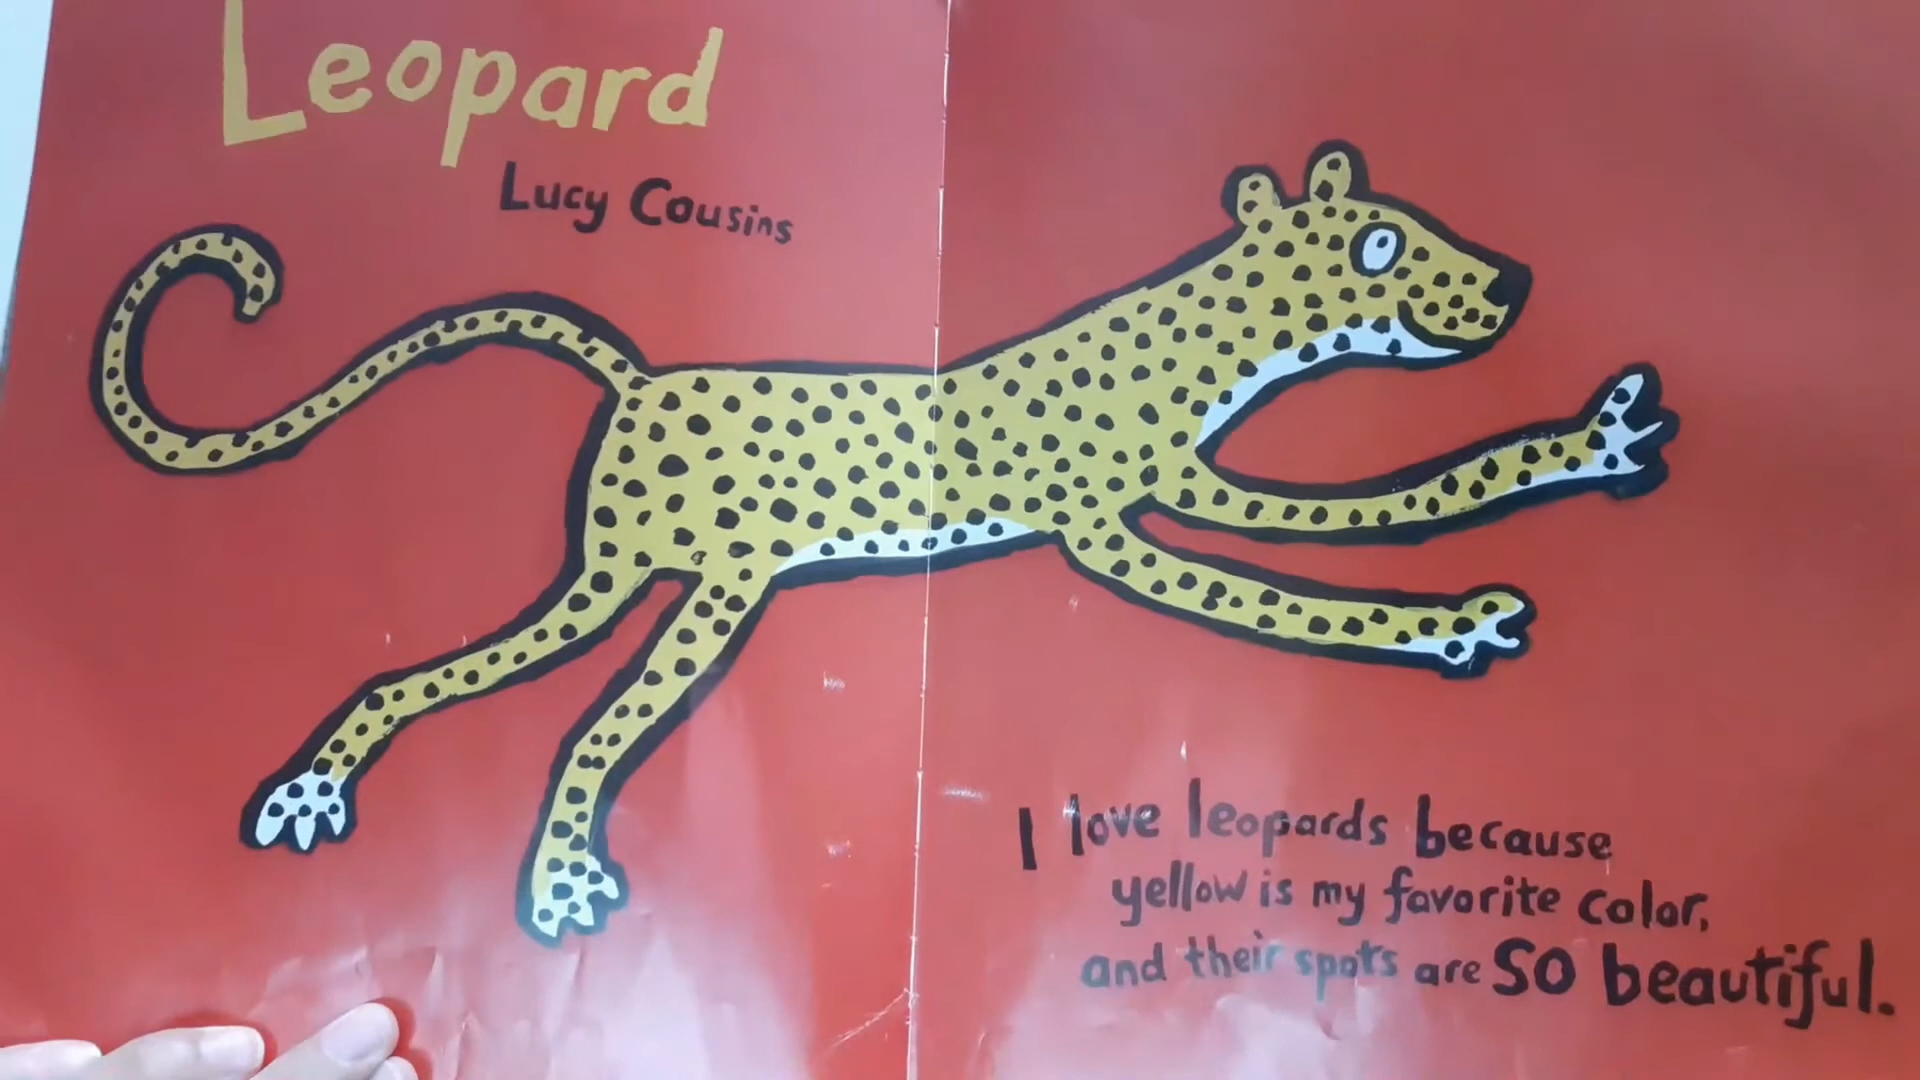 Leopard
Lucy Cousins
I love leopards because
yellow is my favorite color,
and their spots are so beautiful.